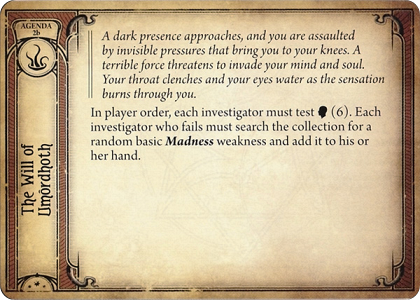 AGENDA
2b
The Will of
Umôrdhoth
A dark presence approaches, and you are assaulted
by invisible pressures that bring you to your knees. A
terrible force threatens to invade your mind and soul.
Your throat clenches and your eyes water as the sensation
burns through you.
In player order, each investigator must test (6). Each
investigator who fails must search the collection for a
random basic Madness weakness and add it to his or
her hand.